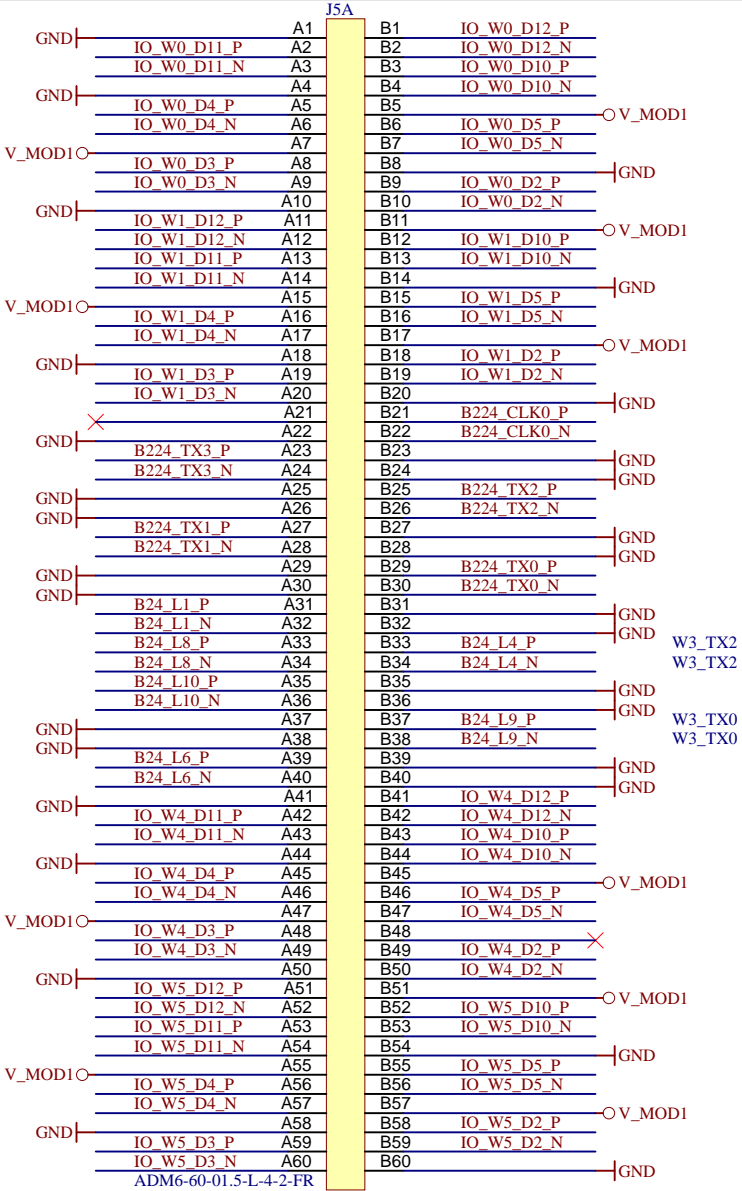 J5A
GND A1 B1 IO_W0_D12_P
IO_W0_D11_P A2 B2 IO_W0_D12_N
IO_W0_D11_N A3 B3 IO_W0_D10_P
GND A4 B4 IO_W0_D10_N
IO_W0_D4_P A5 B5 V_MOD1
IO_W0_D4_N A6 B6 IO_W0_D5_P
V_MOD1 A7 B7 IO_W0_D5_N
IO_W0_D3_P A8 B8 GND
IO_W0_D3_N A9 B9 IO_W0_D2_P
GND A10 B10 IO_W0_D2_N
IO_W1_D12_P A11 B11 V_MOD1
IO_W1_D12_N A12 B12 IO_W1_D10_P
IO_W1_D11_P A13 B13 IO_W1_D10_N
IO_W1_D11_N A14 B14 GND
V_MOD1 A15 B15 IO_W1_D5_P
IO_W1_D4_P A16 B16 IO_W1_D5_N
IO_W1_D4_N A17 B17 V_MOD1
GND A18 B18 IO_W1_D2_P
IO_W1_D3_P A19 B19 IO_W1_D2_N
IO_W1_D3_N A20 B20 GND
A21 B21 B224_CLK0_P
GND A22 B22 B224_CLK0_N
B224_TX3_P A23 B23 GND
B224_TX3_N A24 B24 GND
GND A25 B25 B224_TX2_P
GND A26 B26 B224_TX2_N
B224_TX1_P A27 B27 GND
B224_TX1_N A28 B28 GND
GND A29 B29 B224_TX0_P
GND A30 B30 B224_TX0_N
B24_L1_P A31 B31 GND
B24_L1_N A32 B32 GND
B24_L8_P A33 B33 B24_L4_P W3_TX2
B24_L8_N A34 B34 B24_L4_N W3_TX2
B24_L10_P A35 B35 GND
B24_L10_N A36 B36 GND
GND A37 B37 B24_L9_P W3_TX0
GND A38 B38 B24_L9_N W3_TX0
B24_L6_P A39 B39 GND
B24_L6_N A40 B40 GND
GND A41 B41 IO_W4_D12_P
IO_W4_D11_P A42 B42 IO_W4_D12_N
IO_W4_D11_N A43 B43 IO_W4_D10_P
GND A44 B44 IO_W4_D10_N
IO_W4_D4_P A45 B45 V_MOD1
IO_W4_D4_N A46 B46 IO_W4_D5_P
V_MOD1 A47 B47 IO_W4_D5_N
IO_W4_D3_P A48 B48
IO_W4_D3_N A49 B49 IO_W4_D2_P
GND A50 B50 IO_W4_D2_N
IO_W5_D12_P A51 B51 V_MOD1
IO_W5_D12_N A52 B52 IO_W5_D10_P
IO_W5_D11_P A53 B53 IO_W5_D10_N
IO_W5_D11_N A54 B54 GND
V_MOD1 A55 B55 IO_W5_D5_P
IO_W5_D4_P A56 B56 IO_W5_D5_N
IO_W5_D4_N A57 B57 V_MOD1
GND A58 B58 IO_W5_D2_P
IO_W5_D3_P A59 B59 IO_W5_D2_N
IO_W5_D3_N A60 B60 GND
ADM6-60-01.5-L-4-2-FR